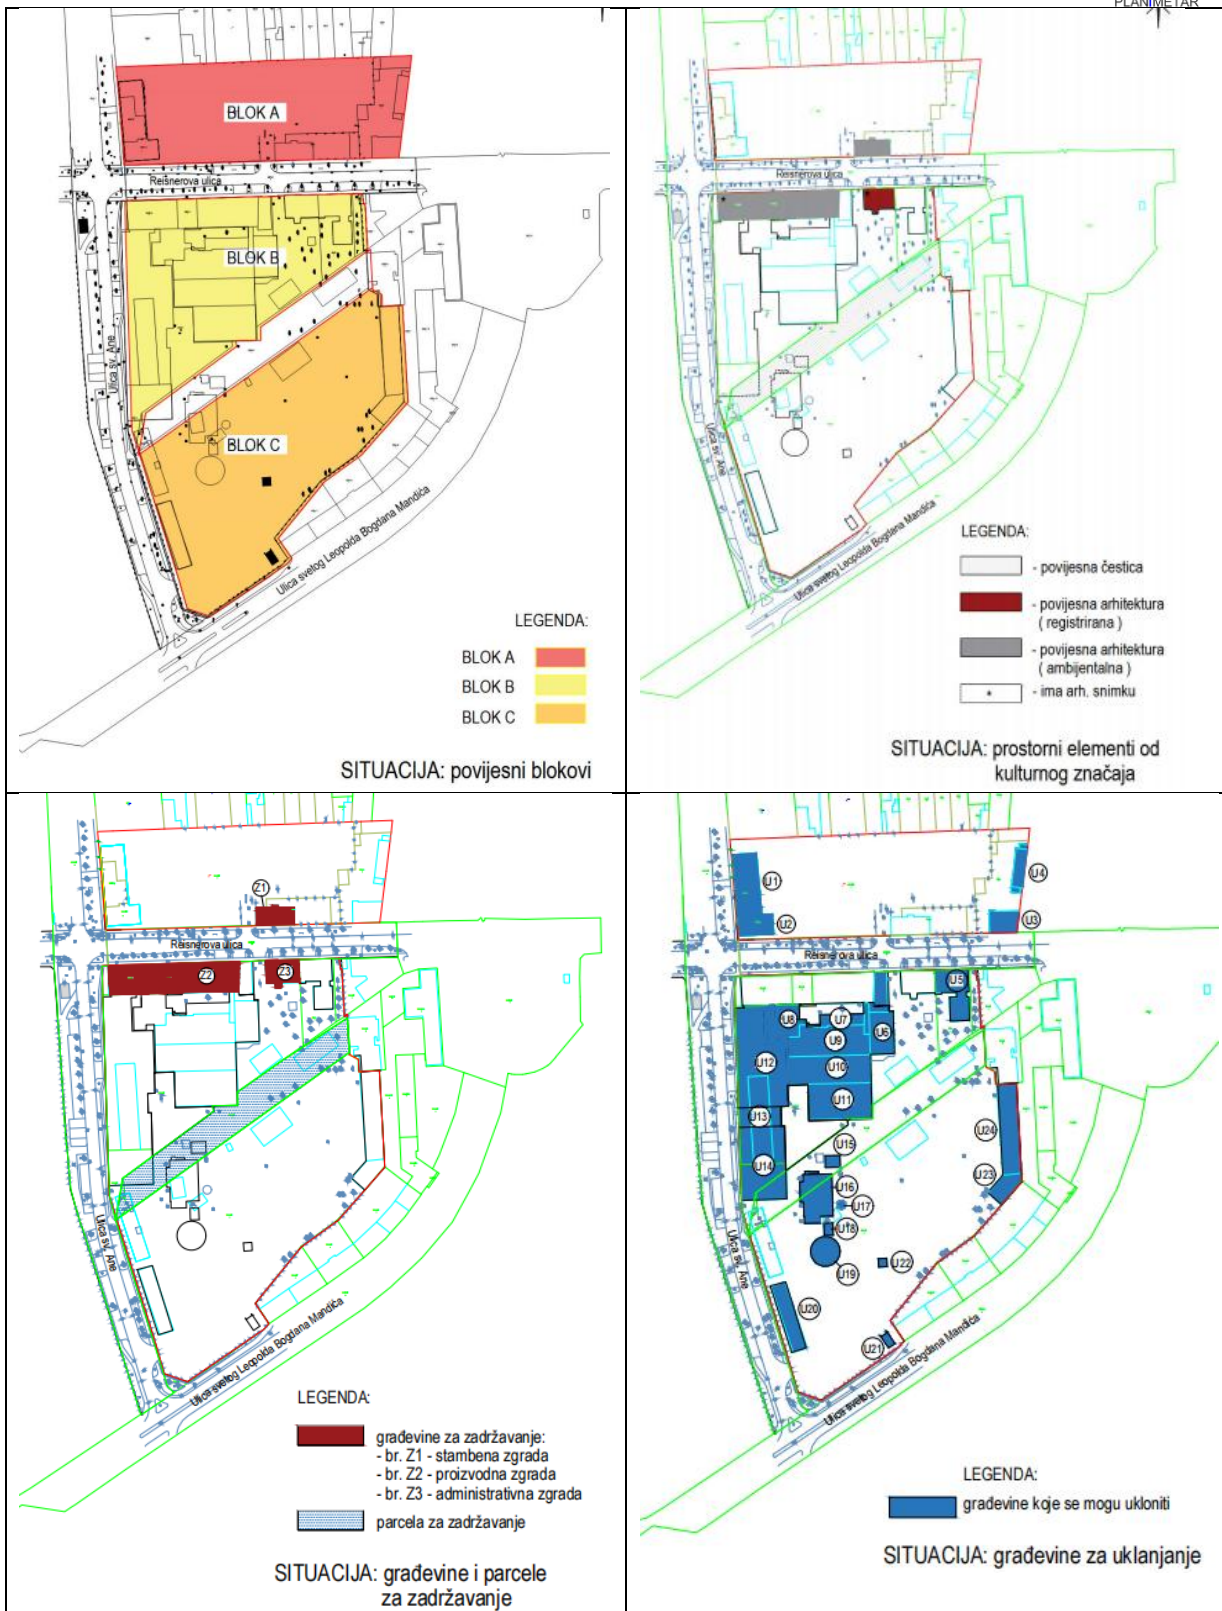 PLANIMETAR
BLOK A
Reisnerova ulica
BLOK B
Ulica sv. Ane
BLOK C
Ulica svetog Leopolda Bogdana Mandića
LEGENDA:
BLOK A
BLOK B
BLOK C
SITUACIJA: povijesni blokovi
Reisnerova ulica
Ulica sv. Ane
Ulica svetog Leopolda Bogdana Mandića
LEGENDA:
- povijesna čestica
- povijesna arhitektura
( registrirana )
- povijesna arhitektura
( ambijentalna )
- ima arh. snimku
SITUACIJA: prostorni elementi od
kulturnog značaja
Z1
Reisnerova ulica
Z2
Z3
Ulica sv. Ane
Ulica svetog Leopolda Bogdana Mandića
LEGENDA:
građevine za zadržavanje:
- br. Z1 - stambena zgrada
- br. Z2 - proizvodna zgrada
- br. Z3 - administrativna zgrada
parcela za zadržavanje
SITUACIJA: građevine i parcele
za zadržavanje
U1
U4
U2
U3
Reisnerova ulica
U5
U8
U7
U6
U9
U12
U10
U11
U13
U24
U15
U14
U23
U16
U17
U18
U22
U19
U20
U21
Ulica sv. Ane
Ulica svetog Leopolda Bogdana Mandića
LEGENDA:
građevine koje se mogu ukloniti
SITUACIJA: građevine za uklanjanje